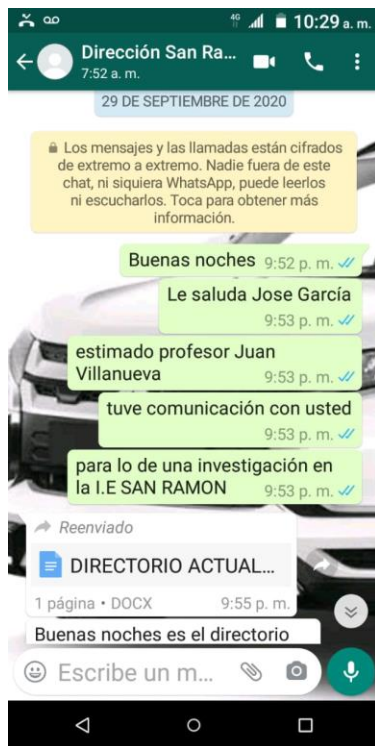 4G 10:29 a. m.
Dirección San Ra...
7:52 a. m.
29 DE SEPTIEMBRE DE 2020
Los mensajes y las llamadas están cifrados
de extremo a extremo. Nadie fuera de este
chat, ni siquiera WhatsApp, puede leerlos
ni escucharlos. Toca para obtener más
información.
Buenas noches 9:52 p. m.
Le saluda Jose García
9:53 p. m.
estimado profesor Juan
Villanueva 9:53 p. m.
tuve comunicación con usted
9:53 p. m.
para lo de una investigación en
la I.E SAN RAMON 9:53 p. m.
Reenviado
DIRECTORIO ACTUAL...
1 página • DOCX 9:55 p. m.
Buenas noches es el directorio
Escribe un m...